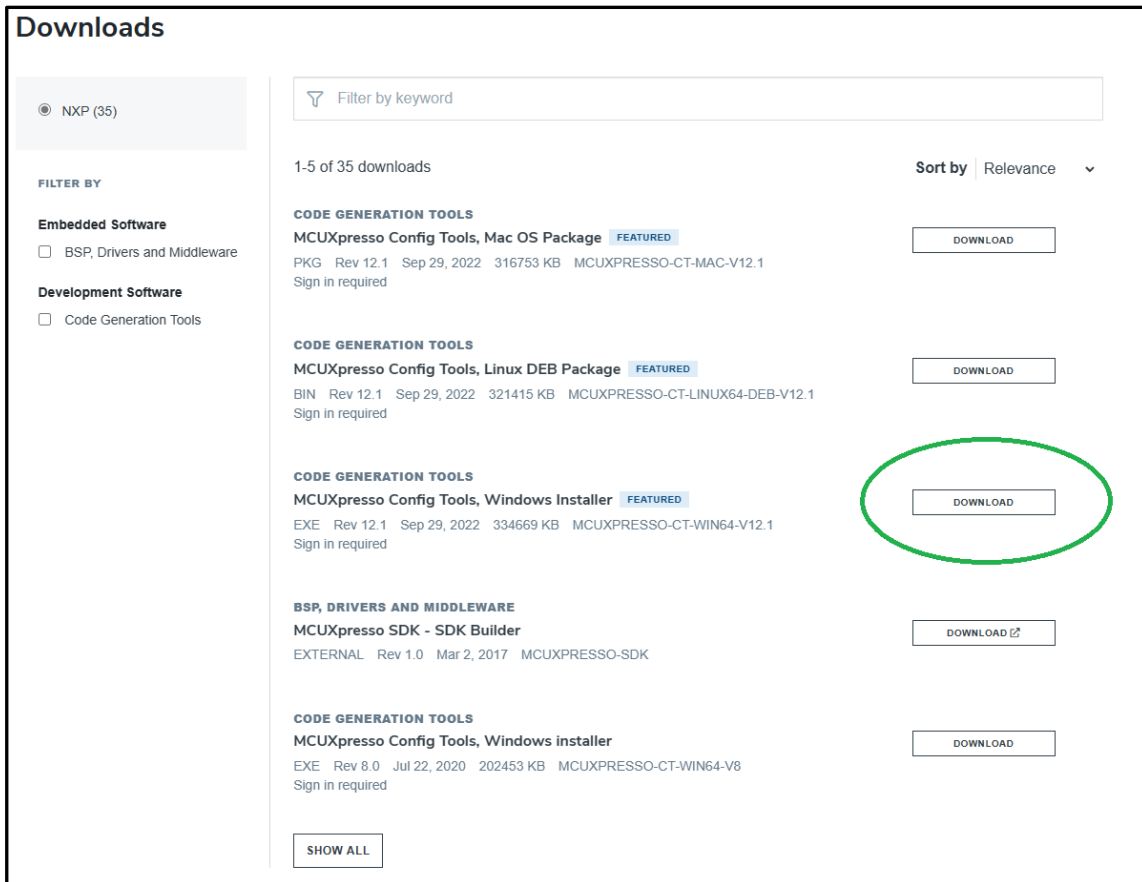 Downloads
NXP (35)
FILTER BY
Embedded Software
BSP, Drivers and Middleware
Development Software
Code Generation Tools
Filter by keyword
1-5 of 35 downloads
Sort by Relevance
CODE GENERATION TOOLS
MCUXpresso Config Tools, Mac OS Package FEATURED
DOWNLOAD
PKG Rev 12.1 Sep 29, 2022 316753 KB MCUXPRESSO-CT-MAC-V12.1
Sign in required
CODE GENERATION TOOLS
MCUXpresso Config Tools, Linux DEB Package FEATURED
DOWNLOAD
BIN Rev 12.1 Sep 29, 2022 321415 KB MCUXPRESSO-CT-LINUX64-DEB-V12.1
Sign in required
CODE GENERATION TOOLS
MCUXpresso Config Tools, Windows Installer FEATURED
DOWNLOAD
EXE Rev 12.1 Sep 29, 2022 334669 KB MCUXPRESSO-CT-WIN64-V12.1
Sign in required
BSP, DRIVERS AND MIDDLEWARE
MCUXpresso SDK - SDK Builder
DOWNLOAD
EXTERNAL Rev 1.0 Mar 2, 2017 MCUXPRESSO-SDK
CODE GENERATION TOOLS
MCUXpresso Config Tools, Windows installer
DOWNLOAD
EXE Rev 8.0 Jul 22, 2020 202453 KB MCUXPRESSO-CT-WIN64-V8
Sign in required
SHOW ALL